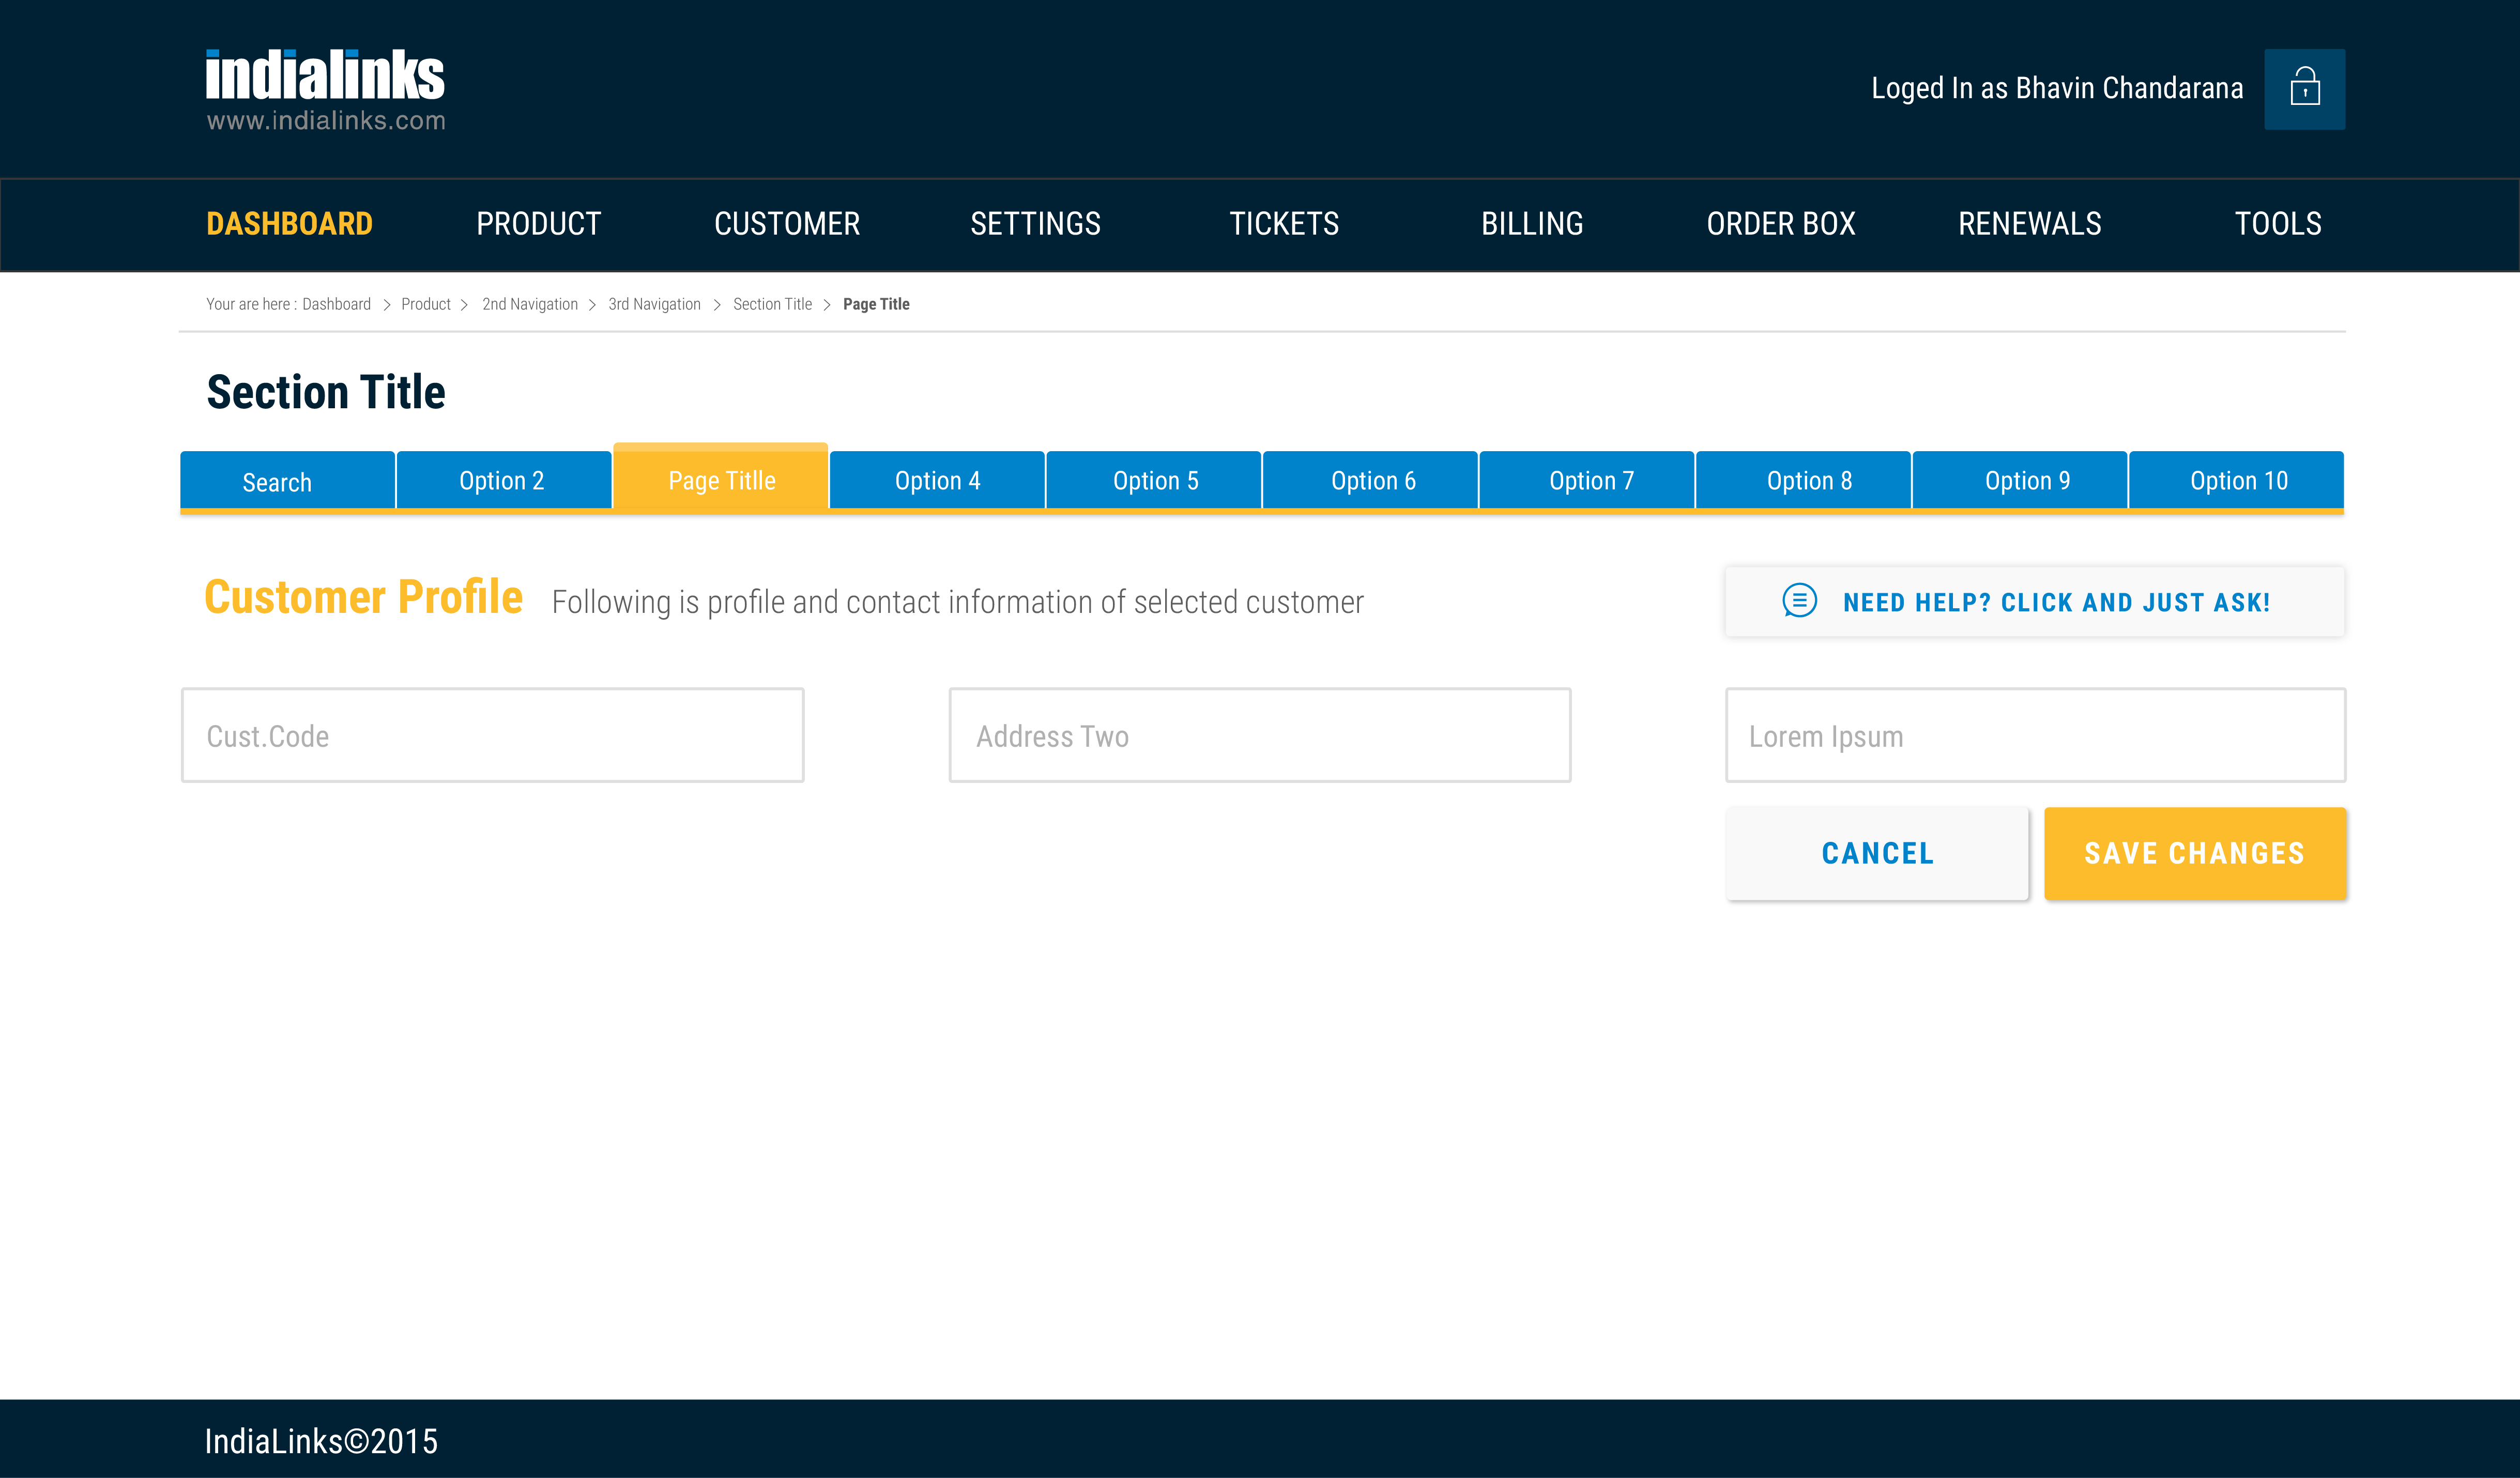 indialinks
www.indialinks.com
Loged In as Bhavin Chandarana
DASHBOARD PRODUCT CUSTOMER SETTINGS TICKETS BILLING ORDER BOX RENEWALS TOOLS
Your are here : Dashboard > Product > 2nd Navigation > 3rd Navigation > Section Title > Page Title
Section Title
Search Option 2 Page Titlle Option 4 Option 5 Option 6 Option 7 Option 8 Option 9 Option 10
Customer Profile Following is profile and contact information of selected customer
NEED HELP? CLICK AND JUST ASK!
Cust.Code Address Two Lorem Ipsum
CANCEL SAVE CHANGES
IndiaLinks©2015